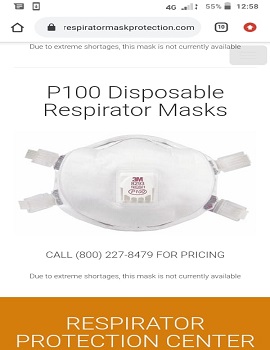 4G 55% 12:58
respiratormaskprotection.com 10
Due to extreme shortages, this mask is not currently available
P100 Disposable
Respirator Masks
3M
8293
P100
CALL (800) 227-8479 FOR PRICING
Due to extreme shortages, this mask is not currently available
RESPIRATOR
PROTECTION CENTER